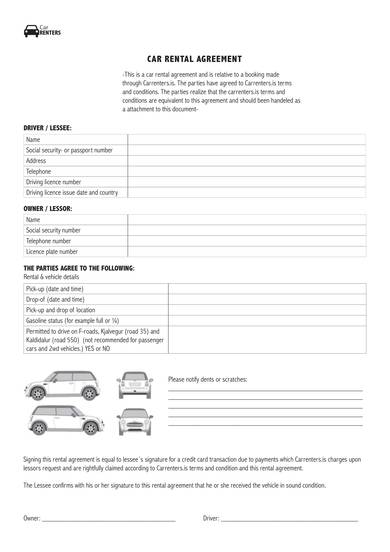 Car
RENTERS
CAR RENTAL AGREEMENT
-This is a car rental agreement and is relative to a booking made
through Carrenters.is. The parties have agreed to Carrenters.is terms
and conditions. The parties realize that the carrenters.is terms and
conditions are equivalent to this agreement and should been handeled as
a attachment to this document-
DRIVER / LESSEE:
Name
Social security- or passport number
Address
Telephone
Driving licence number
Driving licence issue date and country
OWNER / LESSOR:
Name
Social security number
Telephone number
Licence plate number
THE PARTIES AGREE TO THE FOLLOWING:
Rental & vehicle details
Pick-up (date and time)
Drop-of (date and time)
Pick-up and drop of location
Gasoline status (for example full or ¼)
Permitted to drive on F-roads, Kjalvegur (road 35) and
Kaldidalur (road 550) (not recommended for passenger
cars and 2wd vehicles.) YES or NO
Please notify dents or scratches:
Signing this rental agreement is equal to lessee´s signature for a credit card transaction due to payments which Carrenters.is charges upon
lessors request and are rightfully claimed according to Carrenters.is terms and condition and this rental agreement.
The Lessee confirms with his or her signature to this rental agreement that he or she received the vehicle in sound condition.
Owner: ________________ Driver: ________________